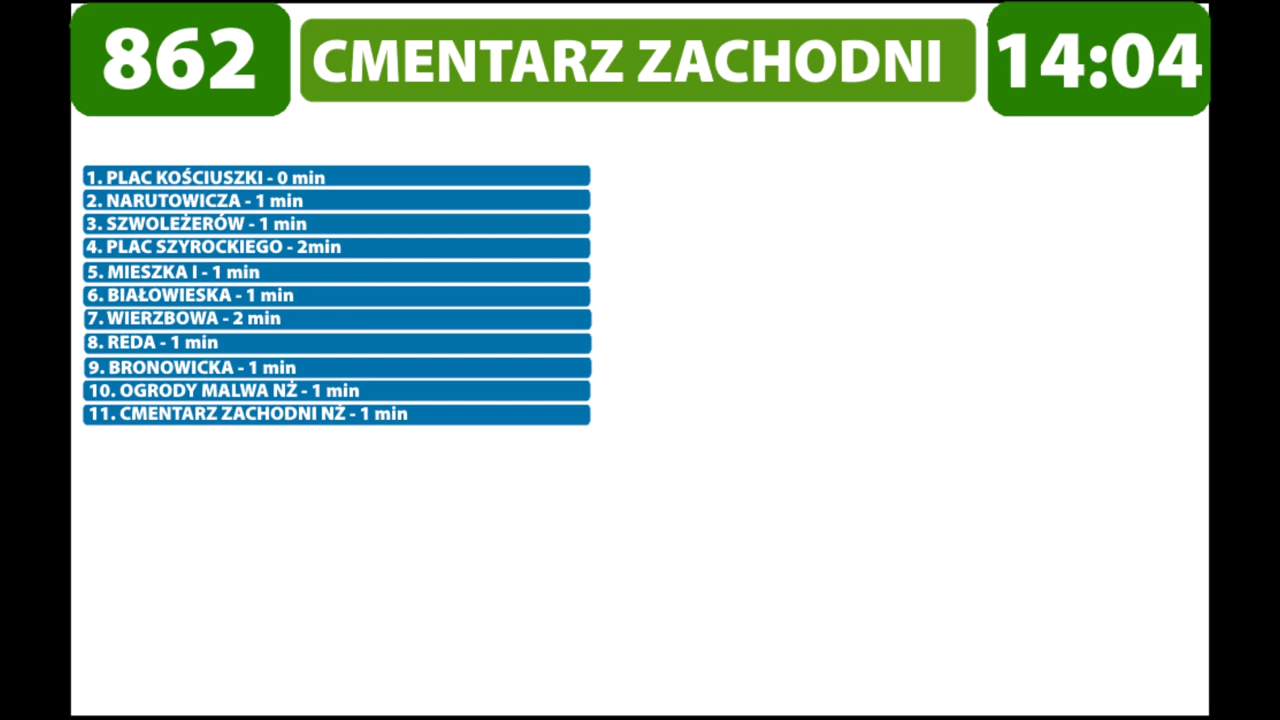 862
CMENTARZ ZACHODNI
14:04
1. PLAC KOŚCIUSZKI - 0 min
2. NARUTOWICZA - 1 min
3. SZWOLEŻERÓW - 1 min
4. PLAC SZYROCKIEGO - 2min
5. MIESZKA I - 1 min
6. BIAŁOWIESKA - 1 min
7. WIERZBOWA - 2 min
8. REDA - 1 min
9. BRONOWICKA - 1 min
10. OGRODY MALWA NŻ - 1 min
11. CMENTARZ ZACHODNI NŻ - 1 min